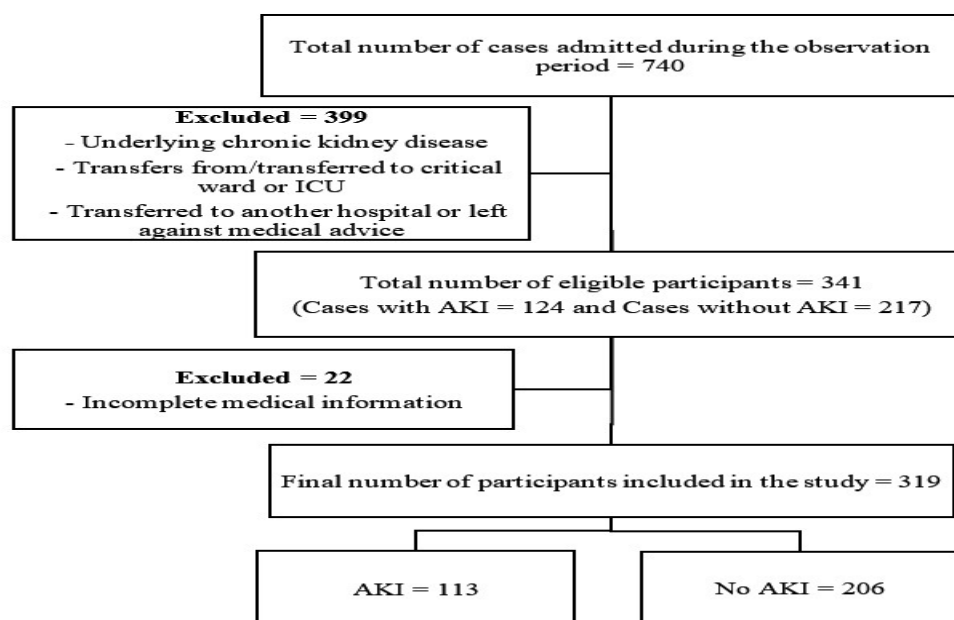 Total number of cases admitted during the observation
period = 740
Excluded = 399
- Underlying chronic kidney disease
- Transfers from/transferred to critical
ward or ICU
- Transferred to another hospital or left
against medical advice
Total number of eligible participants = 341
(Cases with AKI = 124 and Cases without AKI = 217)
Excluded = 22
- Incomplete medical information
Final number of participants included in the study = 319
AKI = 113
No AKI = 206